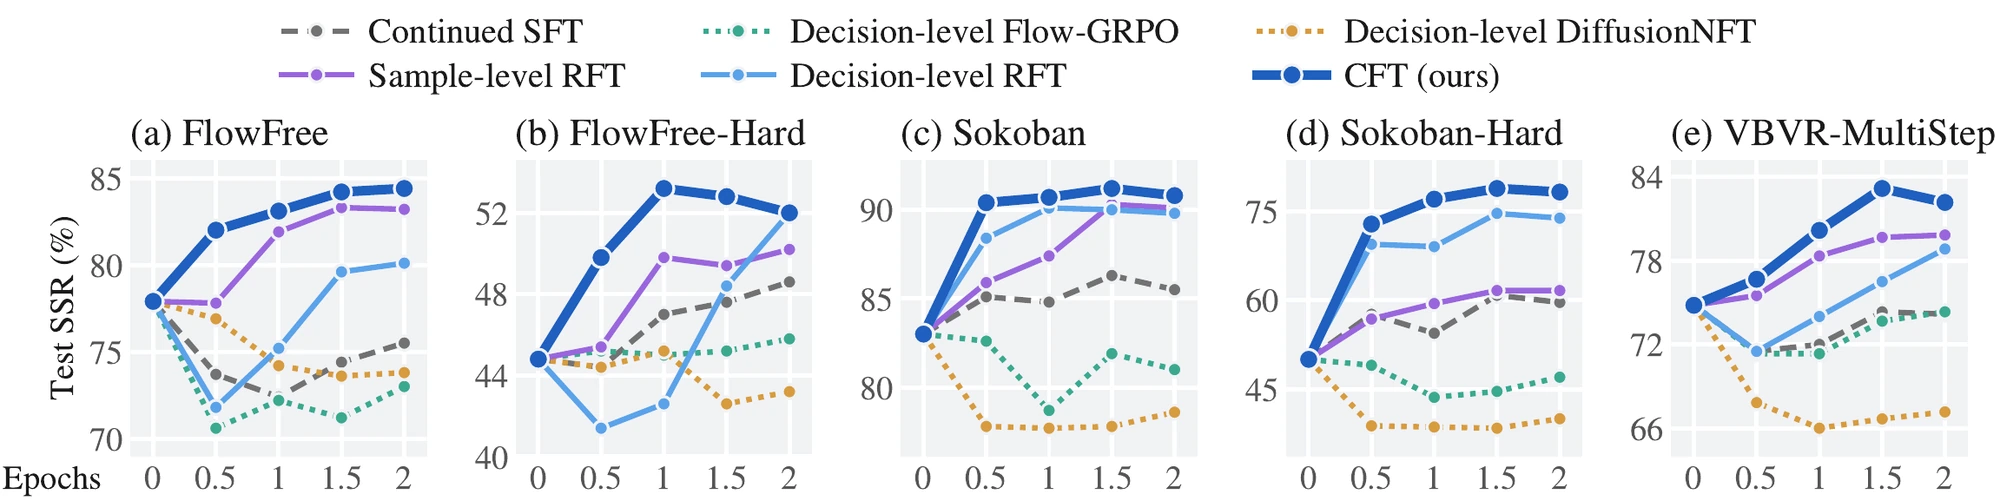 Continued SFT
Decision-level Flow-GRPO
Decision-level DiffusionNFT
Sample-level RFT
Decision-level RFT
CFT (ours)
(a) FlowFree
(b) FlowFree-Hard
(c) Sokoban
(d) Sokoban-Hard
(e) VBVR-MultiStep
Test SSR (%)
85
80
75
70
52
48
44
40
90
85
80
75
60
45
84
78
72
66
Epochs
0 0.5 1 1.5 2
0 0.5 1 1.5 2
0 0.5 1 1.5 2
0 0.5 1 1.5 2
0 0.5 1 1.5 2